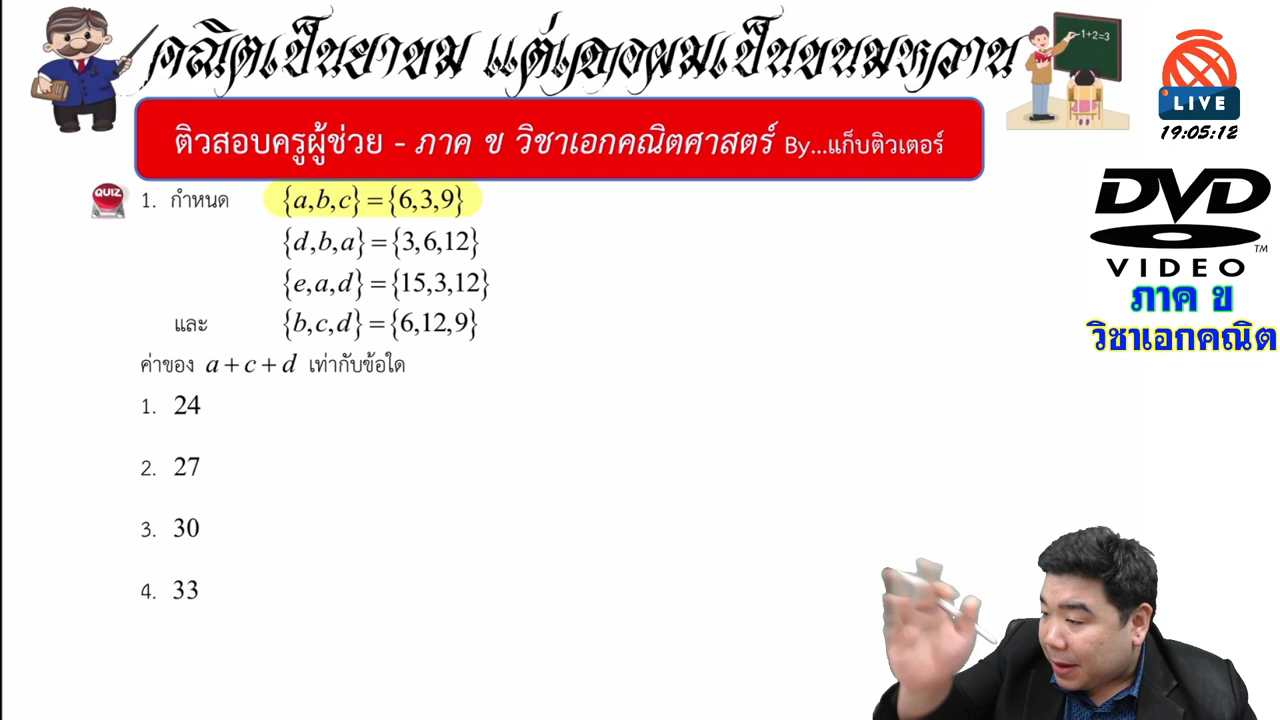 คณิตเป็นยาขม แต่เจอผมเป็นขนมหวาน
-1+2=3
LIVE
19:05:12
ติวสอบครูผู้ช่วย - ภาค ข วิชาเอกคณิตศาสตร์ By...แก็บติวเตอร์
DVD
VIDEO
TM
ภาค ข
วิชาเอกคณิต
QUIZ
1. กำหนด {a,b,c} = {6,3,9}
{d,b,a} = {3,6,12}
{e,a,d} = {15,3,12}
และ {b,c,d} = {6,12,9}
ค่าของ a + c + d เท่ากับข้อใด
1. 24
2. 27
3. 30
4. 33